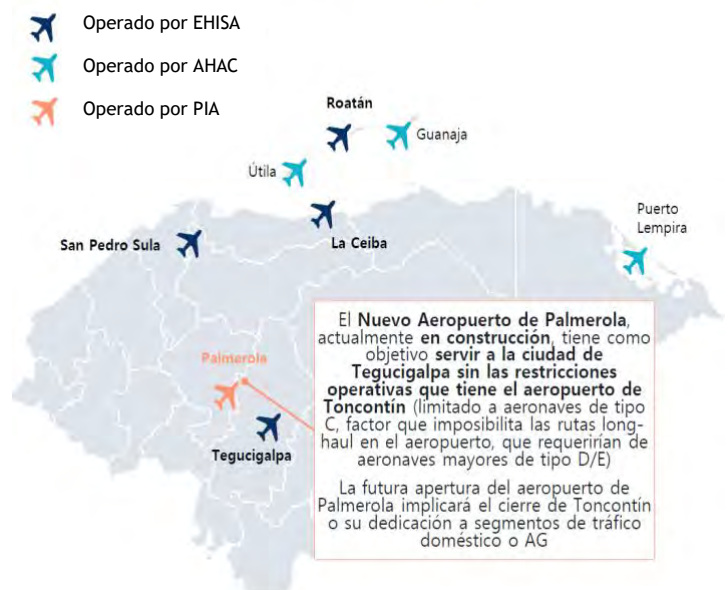 Operado por EHISA
Operado por AHAC
Operado por PIA
Roatán
Guanaja
Útila
Puerto
Lempira
San Pedro Sula
La Ceiba
Palmerola
Tegucigalpa
El Nuevo Aeropuerto de Palmerola,
actualmente en construcción, tiene como
objetivo servir a la ciudad de
Tegucigalpa sin las restricciones
operativas que tiene el aeropuerto de
Toncontín (limitado a aeronaves de tipo
C, factor que imposibilita las rutas long-
haul en el aeropuerto, que requerirían de
aeronaves mayores de tipo D/E)
La futura apertura del aeropuerto de
Palmerola implicará el cierre de Toncontín
o su dedicación a segmentos de tráfico
doméstico o AG